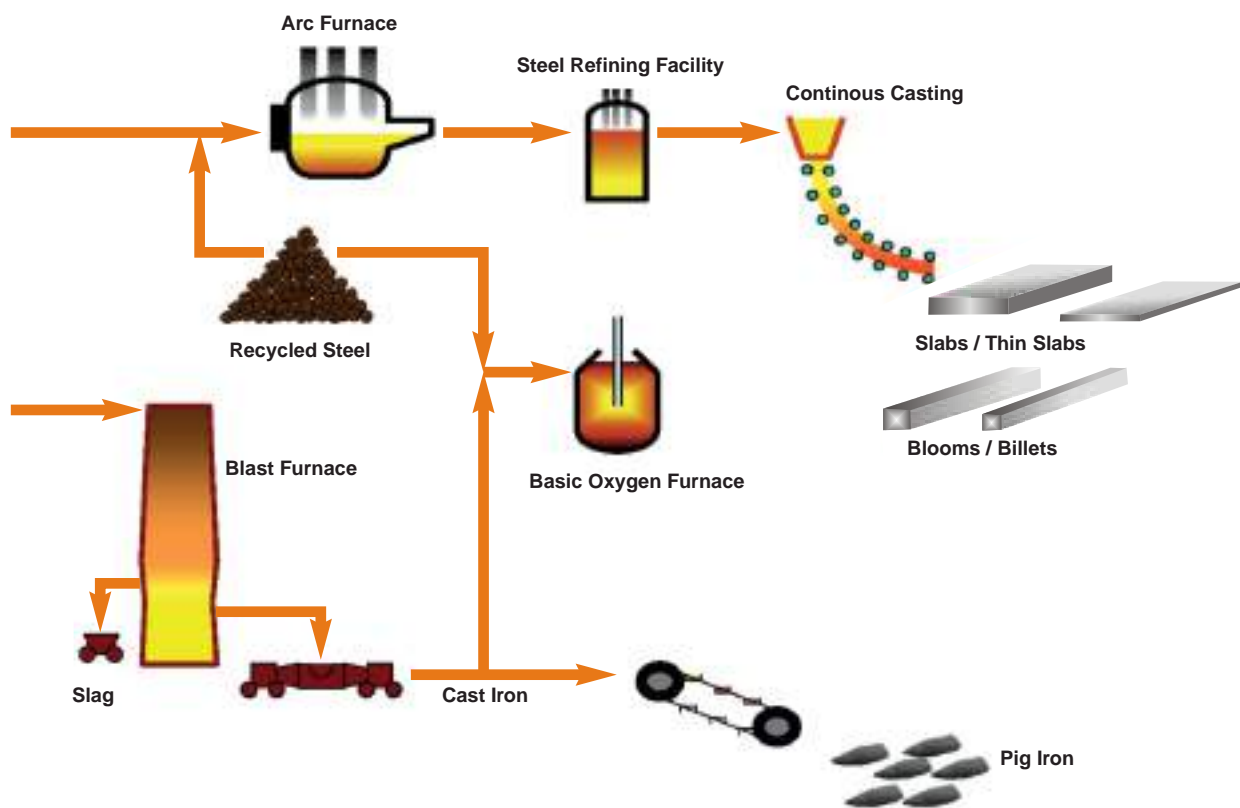 Arc Furnace
Steel Refining Facility
Continous Casting
Recycled Steel
Slabs / Thin Slabs
Blooms / Billets
Blast Furnace
Basic Oxygen Furnace
Slag
Cast Iron
Pig Iron